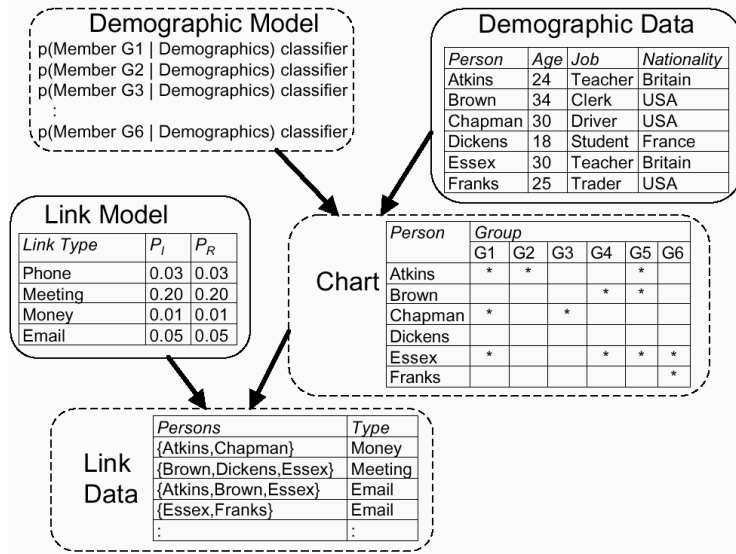 Demographic Model
p(Member G1 | Demographics) classifier
p(Member G2 | Demographics) classifier
p(Member G3 | Demographics) classifier
:
p(Member G6 | Demographics) classifier
Demographic Data
Person Age Job Nationality
Atkins 24 Teacher Britain
Brown 34 Clerk USA
Chapman 30 Driver USA
Dickens 18 Student France
Essex 30 Teacher Britain
Franks 25 Trader USA
Link Model
Link Type P_I P_R
Phone 0.03 0.03
Meeting 0.20 0.20
Money 0.01 0.01
Email 0.05 0.05
Chart
Person Group
G1 G2 G3 G4 G5 G6
Atkins * * *
Brown * *
Chapman * *
Dickens
Essex * * * *
Franks *
Link
Data
Persons Type
{Atkins,Chapman} Money
{Brown,Dickens,Essex} Meeting
{Atkins,Brown,Essex} Email
{Essex,Franks} Email
: :